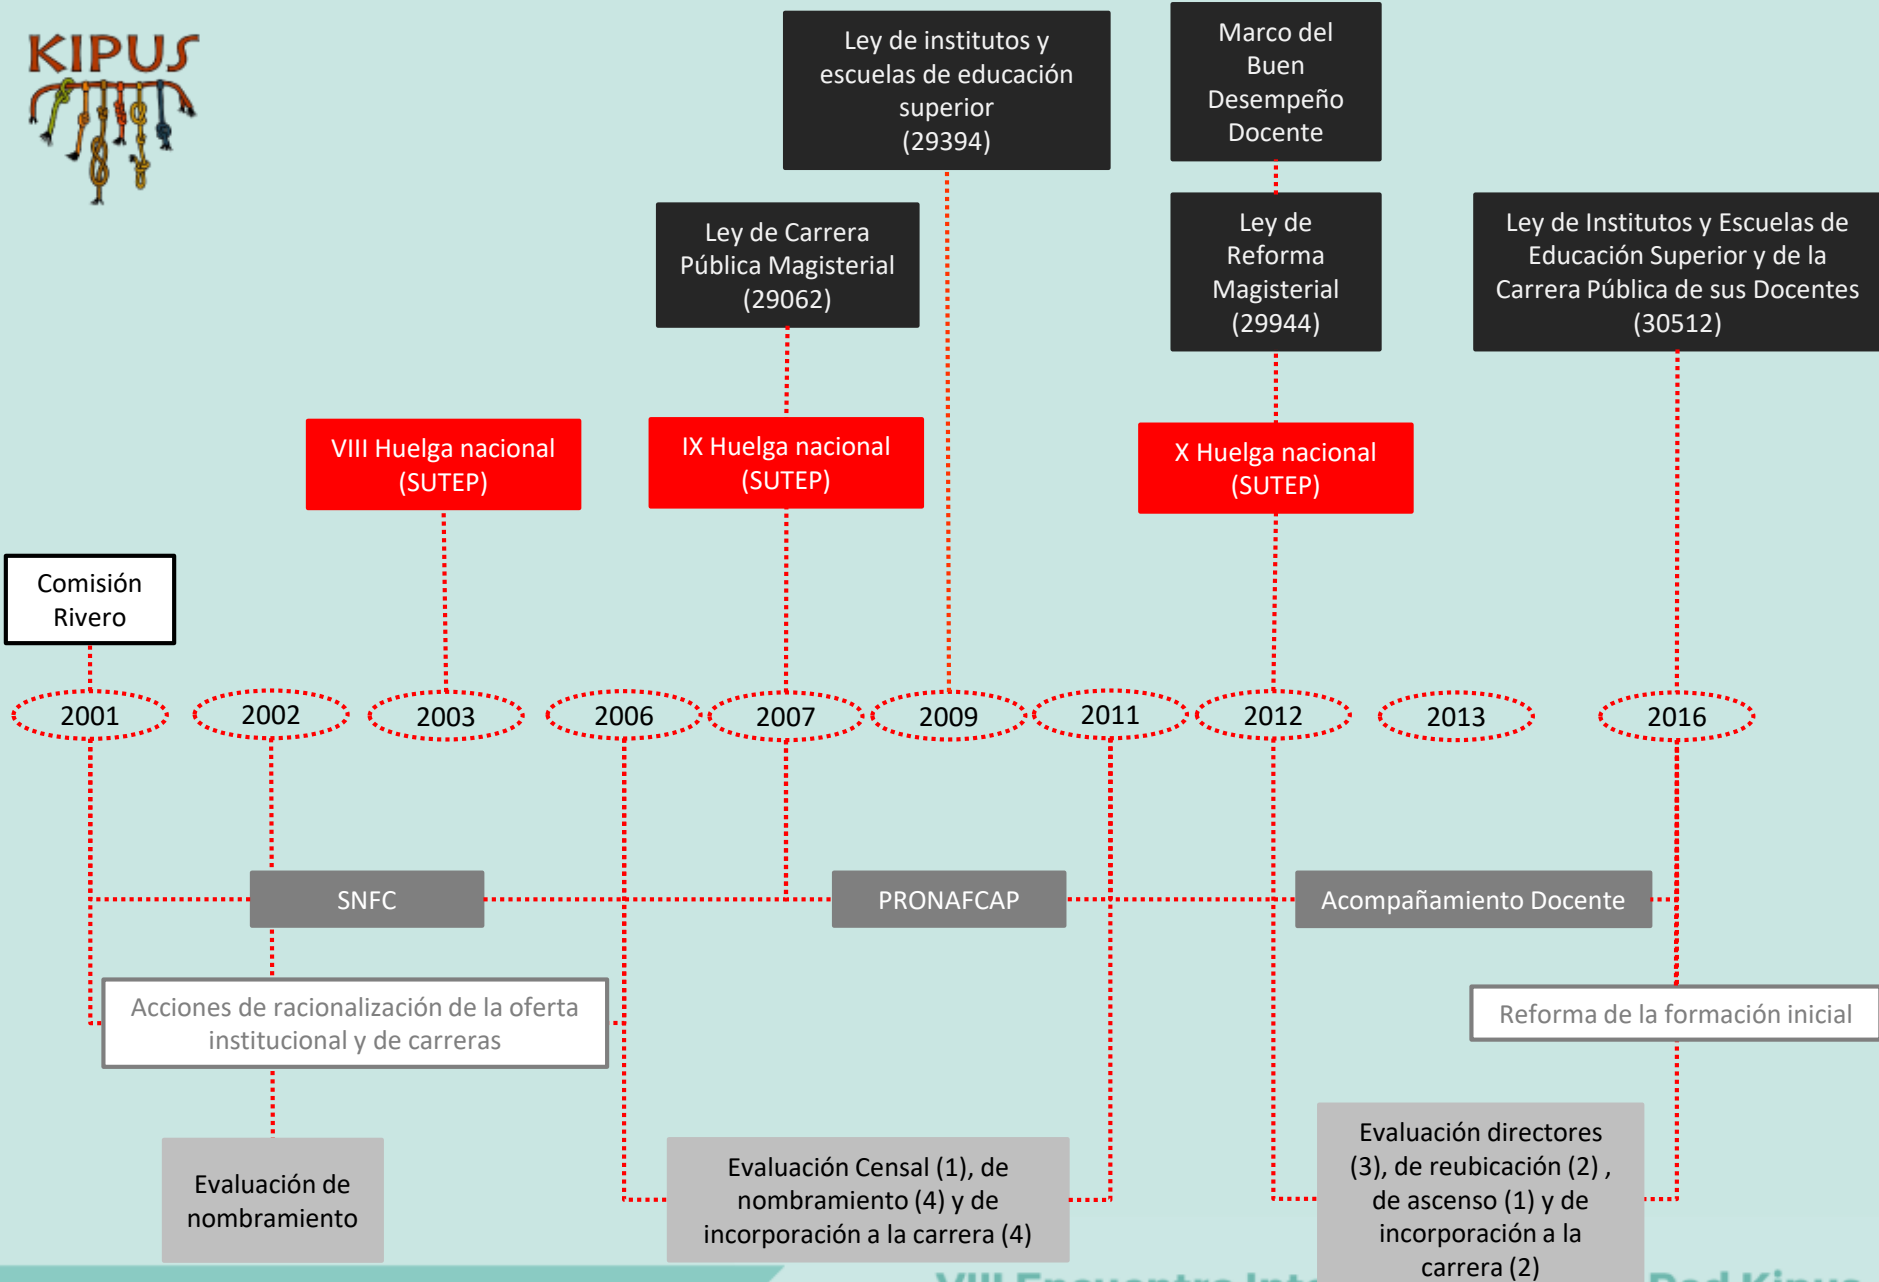 KIPUS
Ley de institutos y
escuelas de educación
superior
(29394)
Marco del
Buen
Desempeño
Docente
Ley de Carrera
Pública Magisterial
(29062)
Ley de
Reforma
Magisterial
(29944)
Ley de Institutos y Escuelas de
Educación Superior y de la
Carrera Pública de sus Docentes
(30512)
VIII Huelga nacional
(SUTEP)
IX Huelga nacional
(SUTEP)
X Huelga nacional
(SUTEP)
Comisión
Rivero
2001
2002
2003
2006
2007
2009
2011
2012
2013
2016
SNFC
PRONAFCAP
Acompañamiento Docente
Acciones de racionalización de la oferta
institucional y de carreras
Reforma de la formación inicial
Evaluación de
nombramiento
Evaluación Censal (1), de
nombramiento (4) y de
incorporación a la carrera (4)
Evaluación directores
(3), de reubicación (2) ,
de ascenso (1) y de
incorporación a la
carrera (2)
VIII Encuentro